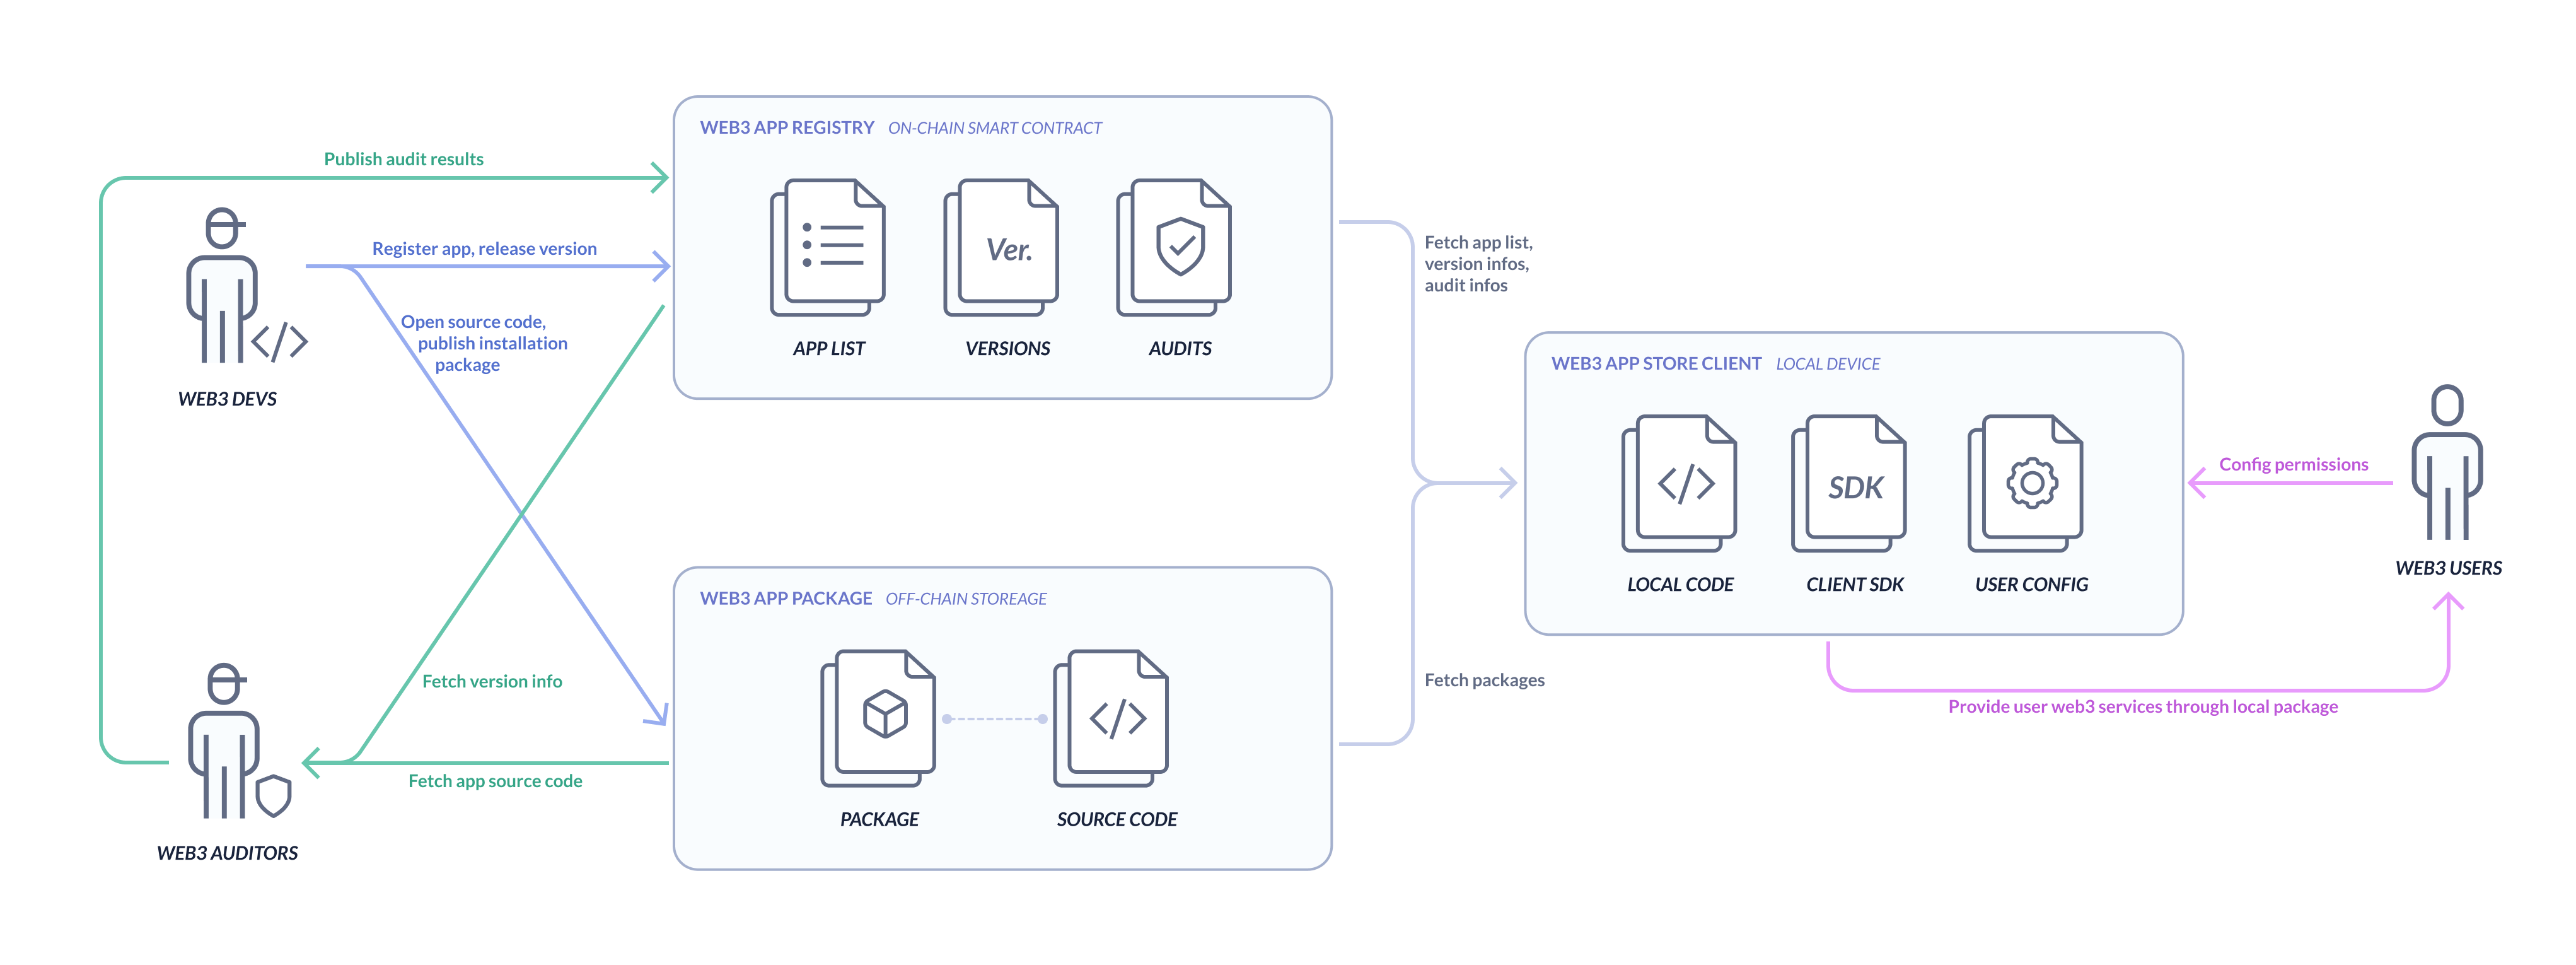 WEB3 APP REGISTRY ON-CHAIN SMART CONTRACT
Publish audit results
Register app, release version
Ver.
Open source code,
publish installation
package
APP LIST
VERSIONS
AUDITS
WEB3 DEVS
Fetch app list,
version infos,
audit infos
WEB3 APP STORE CLIENT LOCAL DEVICE
SDK
Config permissions
LOCAL CODE
CLIENT SDK
USER CONFIG
WEB3 USERS
WEB3 APP PACKAGE OFF-CHAIN STOREAGE
Fetch version info
Fetch packages
Provide user web3 services through local package
Fetch app source code
PACKAGE
SOURCE CODE
WEB3 AUDITORS